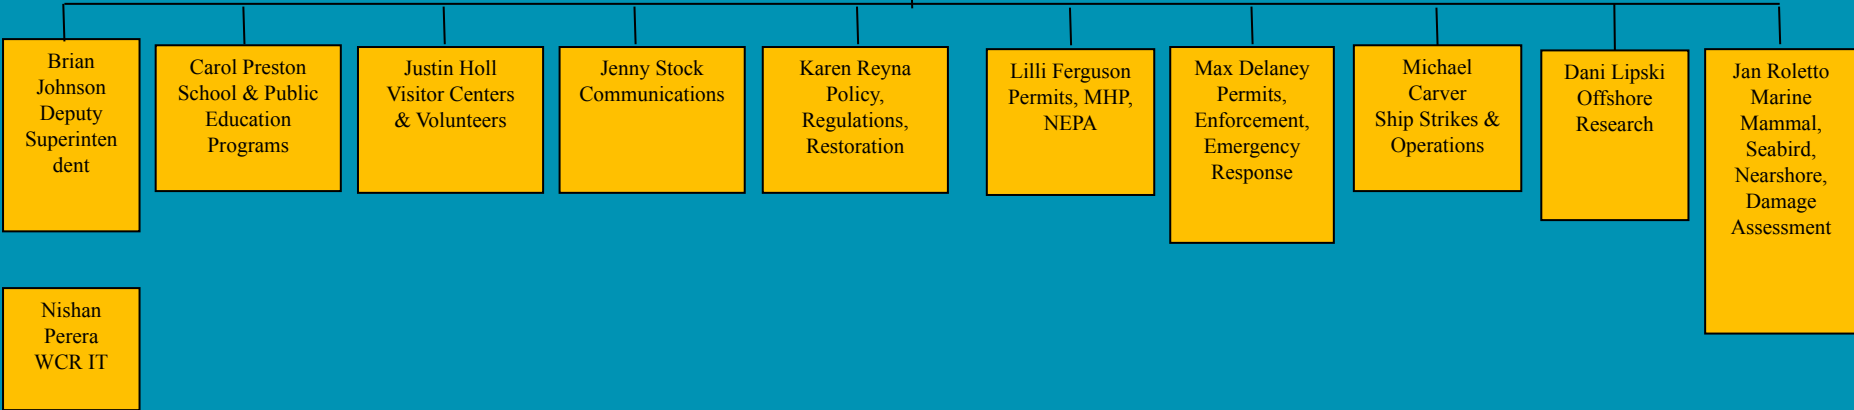 Brian
Johnson
Deputy
Superinten
dent
Carol Preston
School & Public
Education
Programs
Justin Holl
Visitor Centers
& Volunteers
Jenny Stock
Communications
Karen Reyna
Policy,
Regulations,
Restoration
Lilli Ferguson
Permits, MHP,
NEPA
Max Delaney
Permits,
Enforcement,
Emergency
Response
Michael
Carver
Ship Strikes &
Operations
Dani Lipski
Offshore
Research
Jan Roletto
Marine
Mammal,
Seabird,
Nearshore,
Damage
Assessment
Nishan
Perera
WCR IT